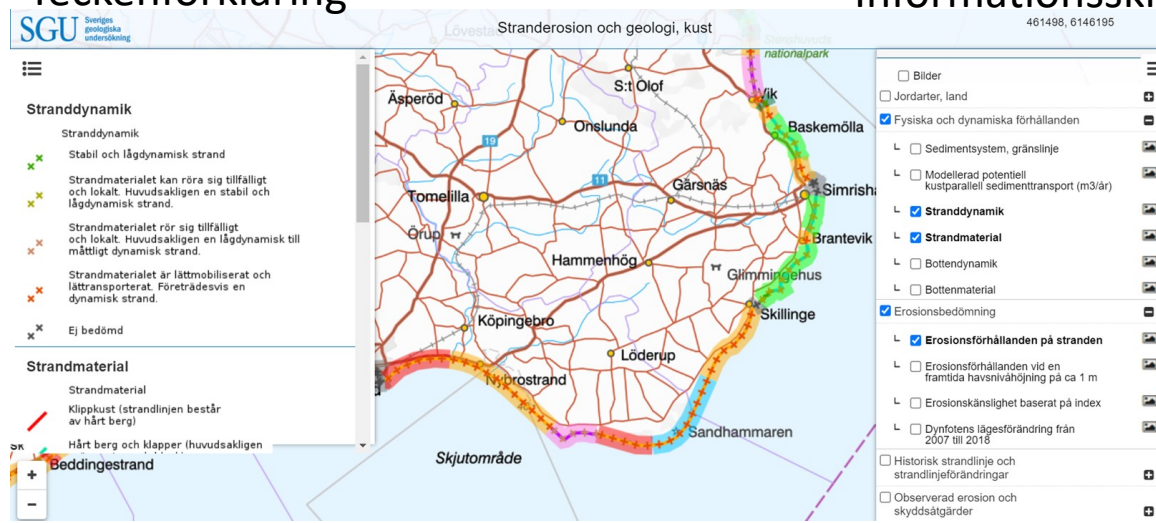 Teckenförklaring
SGU Sveriges
geologiska
undersökning
Stranderosion och geologi, kust
461498, 6146195
Stranddynamik
Stranddynamik
Stabil och lågdynamisk strand
Strandmaterialet kan röra sig tillfälligt
och lokalt. Huvudsakligen en stabil och
lågdynamisk strand.
Strandmaterialet rör sig tillfälligt
och lokalt. Huvudsakligen en lågdynamisk till
måttligt dynamisk strand.
Strandmaterialet är lättmobiliserat och
lättransporterat. Företrädesvis en
dynamisk strand.
Ej bedömd
Strandmaterial
Strandmaterial
Klippkust (strandlinjen består
av hårt berg)
Hårt berg och klapper (huvudsakligen
nationalpark
S:t Olof
Vik
Äsperöd
Onslunda
Baskemölla
19
11
Gärsnäs
Tomelilla
Simrish
Örup
Brantevik
Hammenhög
Glimmingehus
Skillinge
Köpingebro
Löderup
Nybrostrand
Sandhammaren
Skjutområde
Beddingestrand
+
−
Bilder
Jordarter, land
Fysiska och dynamiska förhållanden
Sedimentsystem, gränslinje
Modellerad potentiell
kustparallell sedimenttransport (m3/år)
Stranddynamik
Strandmaterial
Bottendynamik
Bottenmaterial
Erosionsbedömning
Erosionsförhållanden på stranden
Erosionsförhållanden vid en
framtida havsnivåhöjning på ca 1 m
Erosionskänslighet baserat på index
Dynfotens lägesförändring från
2007 till 2018
Historisk strandlinje och
strandlinjeförändringar
Observerad erosion och
skyddsåtgärder